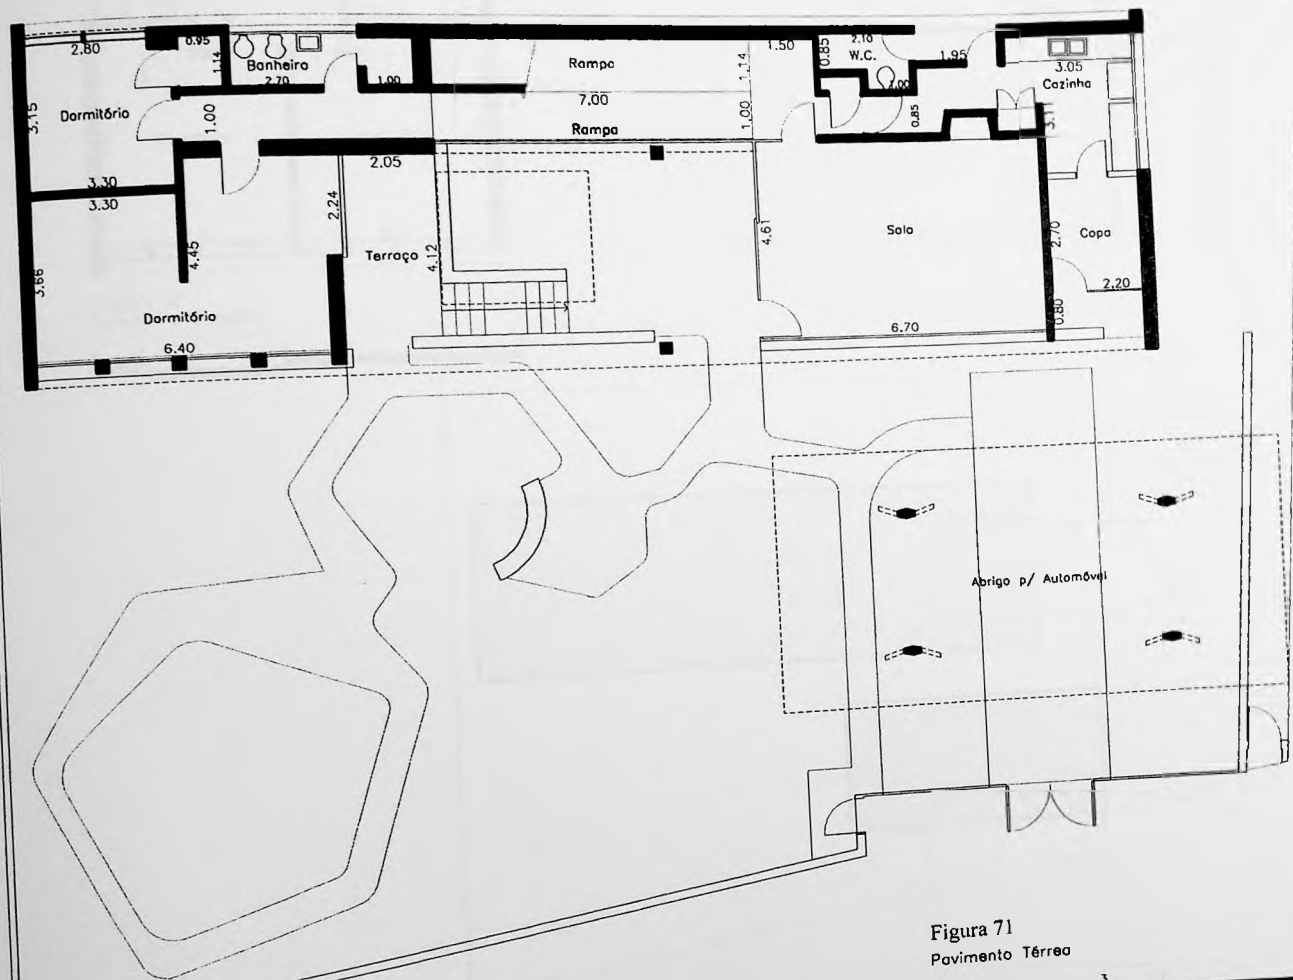 2.80
0.95
1.14
Banheiro
2.70
1.00
Rampa
7.00
Rampa
1.50
1.14
1.00
0.85
2.10
W.C.
1.00
1.95
0.85
3.05
Cozinha
3.11
Dormitório
3.15
1.00
3.30
3.30
2.05
2.24
4.45
Terraço
4.12
4.61
Sala
2.70
Copa
2.20
0.80
3.66
Dormitório
6.40
6.70
Abrigo p/ Automóvel
Figura 71
Pavimento Térreo
3